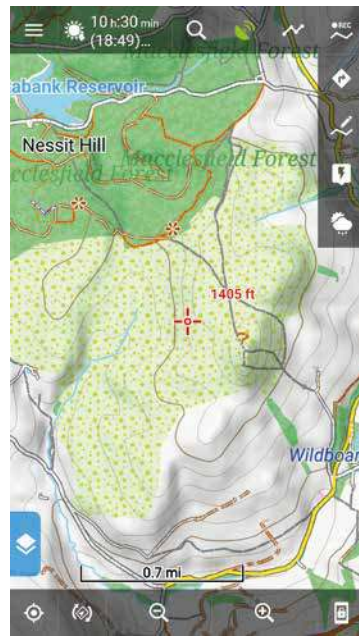 10 h:30 min
(18:49)...
REC
Macclesfield Forest
abank Reservoir
Nessit Hill
Macclesfield Forest
cclesfield Forest
1405 ft
Wildboar
0.7 mi